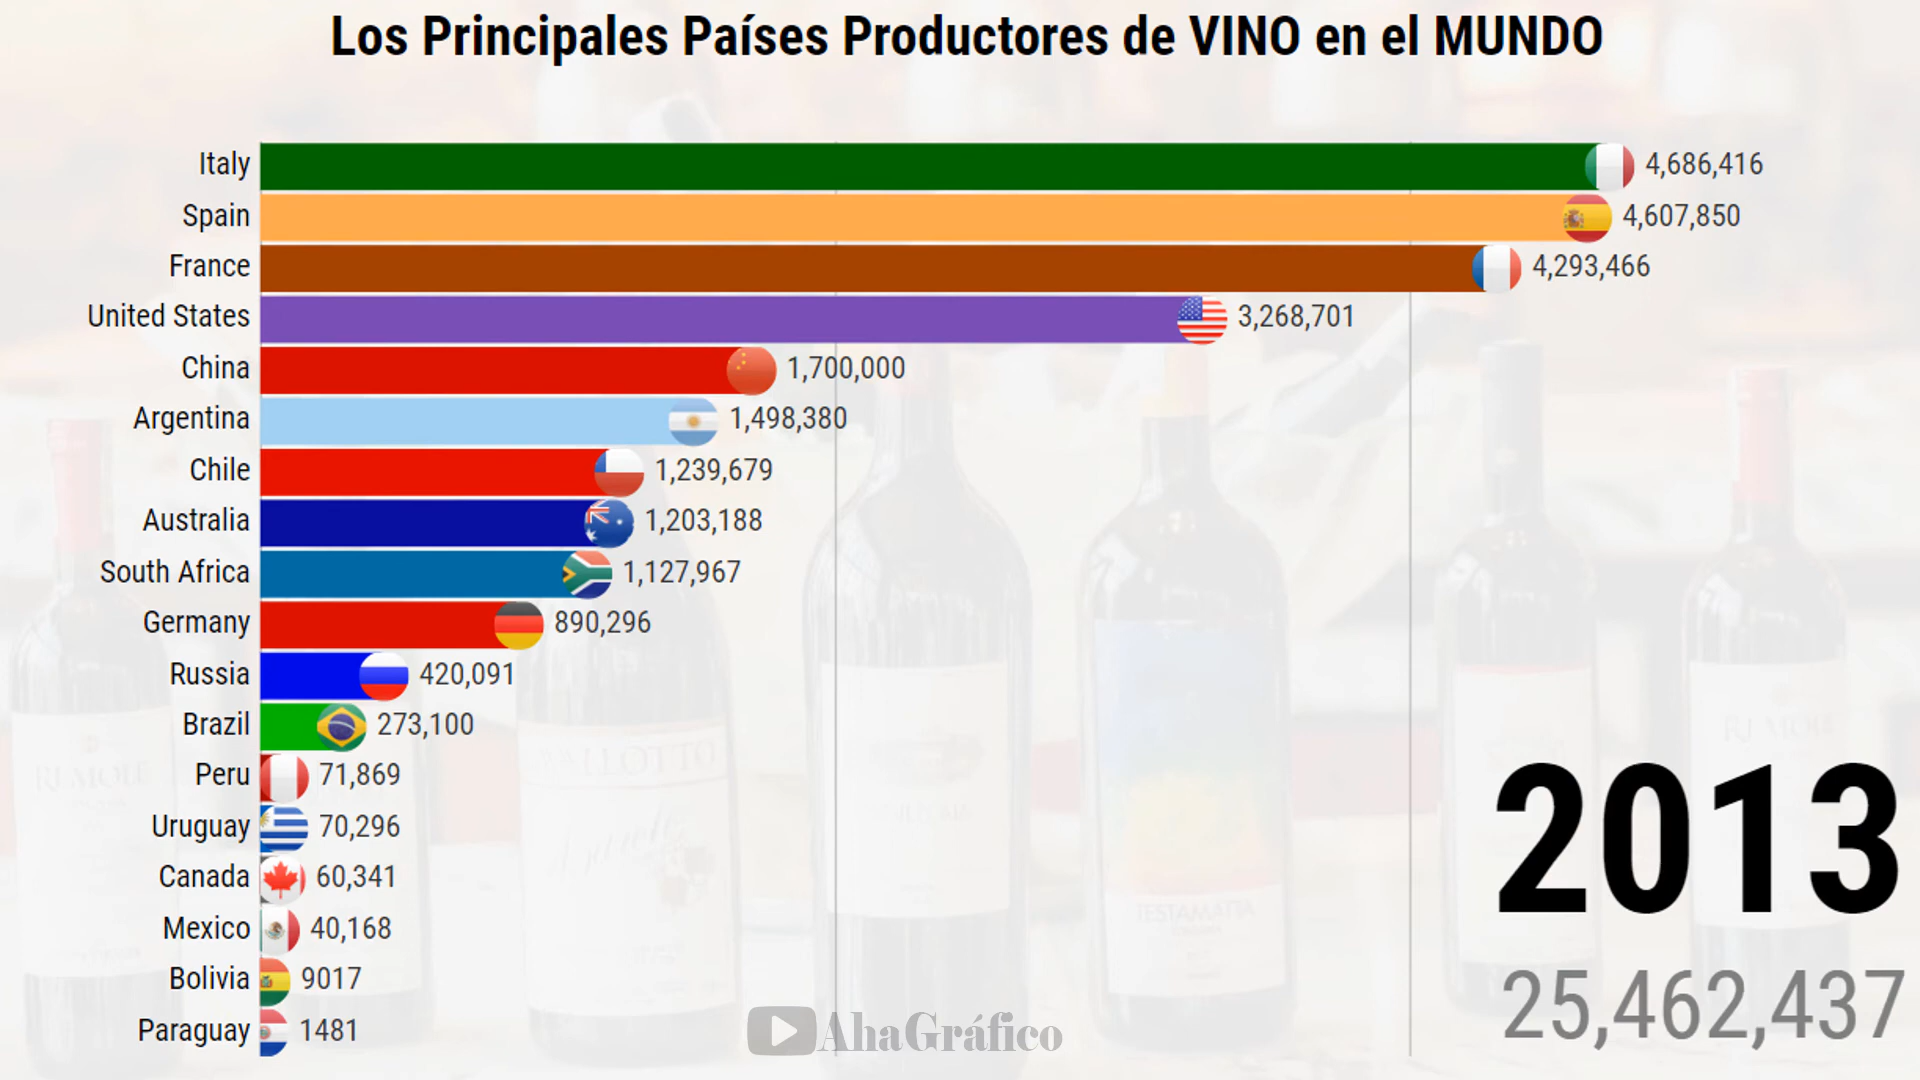 Los Principales Países Productores de VINO en el MUNDO
Italy 4,686,416
Spain 4,607,850
France 4,293,466
United States 3,268,701
China 1,700,000
Argentina 1,498,380
Chile 1,239,679
Australia 1,203,188
South Africa 1,127,967
Germany 890,296
Russia 420,091
Brazil 273,100
Peru 71,869
Uruguay 70,296
Canada 60,341
Mexico 40,168
Bolivia 9017
Paraguay 1481
2013
25,462,437
AhaGráfico
TESTAMATTA